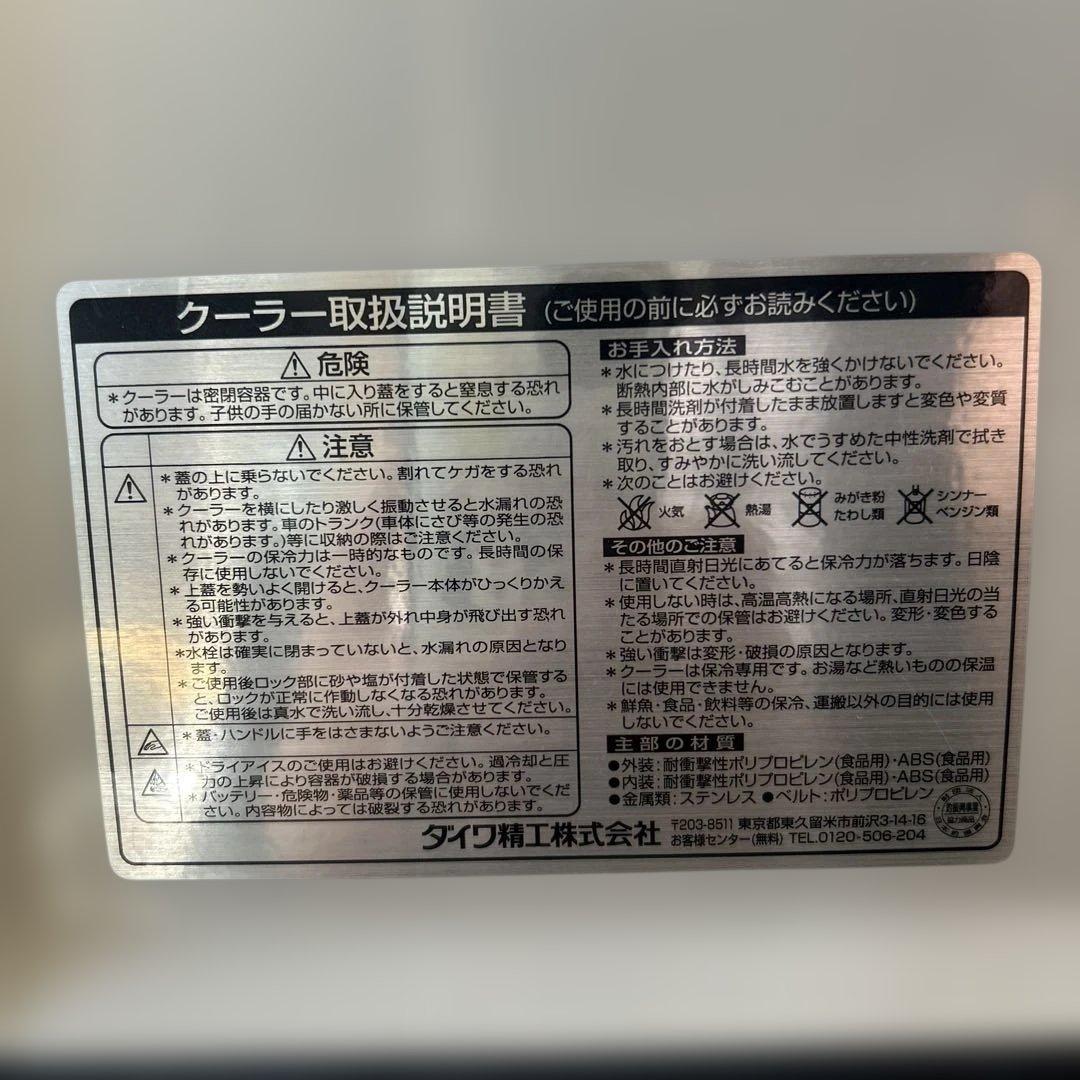 クーラー取扱説明書 (ご使用の前に必ずお読みください)
危険
*クーラーは密閉容器です。中に入り蓋をすると窒息する恐れ
があります。子供の手の届かない所に保管してください。
注意
*蓋の上に乗らないでください。割れてケガをする恐れ
があります。
*クーラーを横にしたり激しく振動させると水漏れの恐
れがあります。車のトランク(車体にさび等の発生の恐
れがあります。)等に収納の際はご注意ください。
*クーラーの保冷力は一時的なものです。長時間の保
存に使用しないでください。
*上蓋を勢いよく開けると、クーラー本体がひっくりかえ
る可能性があります。
*強い衝撃を与えると、上蓋が外れ中身が飛び出す恐れ
があります。
*水栓は確実に閉まっていないと、水漏れの原因となり
ます。
*ご使用後ロック部に砂や塩が付着した状態で保管する
と、ロックが正常に作動しなくなる恐れがあります。
ご使用後は真水で洗い流し、十分乾燥させてください。
*蓋・ハンドルに手をはさまないようご注意ください。
*ドライアイスのご使用はお避けください。過冷却と圧
力の上昇により容器が破損する場合があります。
*バッテリー・危険物・薬品等の保管に使用しないでくだ
さい。内容物によっては破裂する恐れがあります。
お手入れ方法
*水につけたり、長時間水を強くかけないでください。
断熱内部に水がしみこむことがあります。
*長時間洗剤が付着したまま放置しますと変色や変質
することがあります。
*汚れをおとす場合は、水でうすめた中性洗剤で拭き
取り、すみやかに洗い流してください。
*次のことはお避けください。
火気 熱湯 みがき粉 たわし類 シンナー ベンジン類
その他のご注意
*長時間直射日光にあてると保冷力が落ちます。日陰
に置いてください。
*使用しない時は、高温高熱になる場所、直射日光の当
たる場所での保管はお避けください。変形・変色する
ことがあります。
*強い衝撃は変形・破損の原因となります。
*クーラーは保冷専用です。お湯など熱いものの保温
には使用できません。
*鮮魚・食品・飲料等の保冷、運搬以外の目的には使用
しないでください。
主部の材質
●外装:耐衝撃性ポリプロピレン(食品用)・ABS(食品用)
●内装:耐衝撃性ポリプロピレン(食品用)・ABS(食品用)
●金属類:ステンレス ●ベルト:ポリプロピレン
ダイワ精工株式会社 〒203-8511 東京都東久留米市前沢3-14-16
お客様センター(無料) TEL.0120-506-204